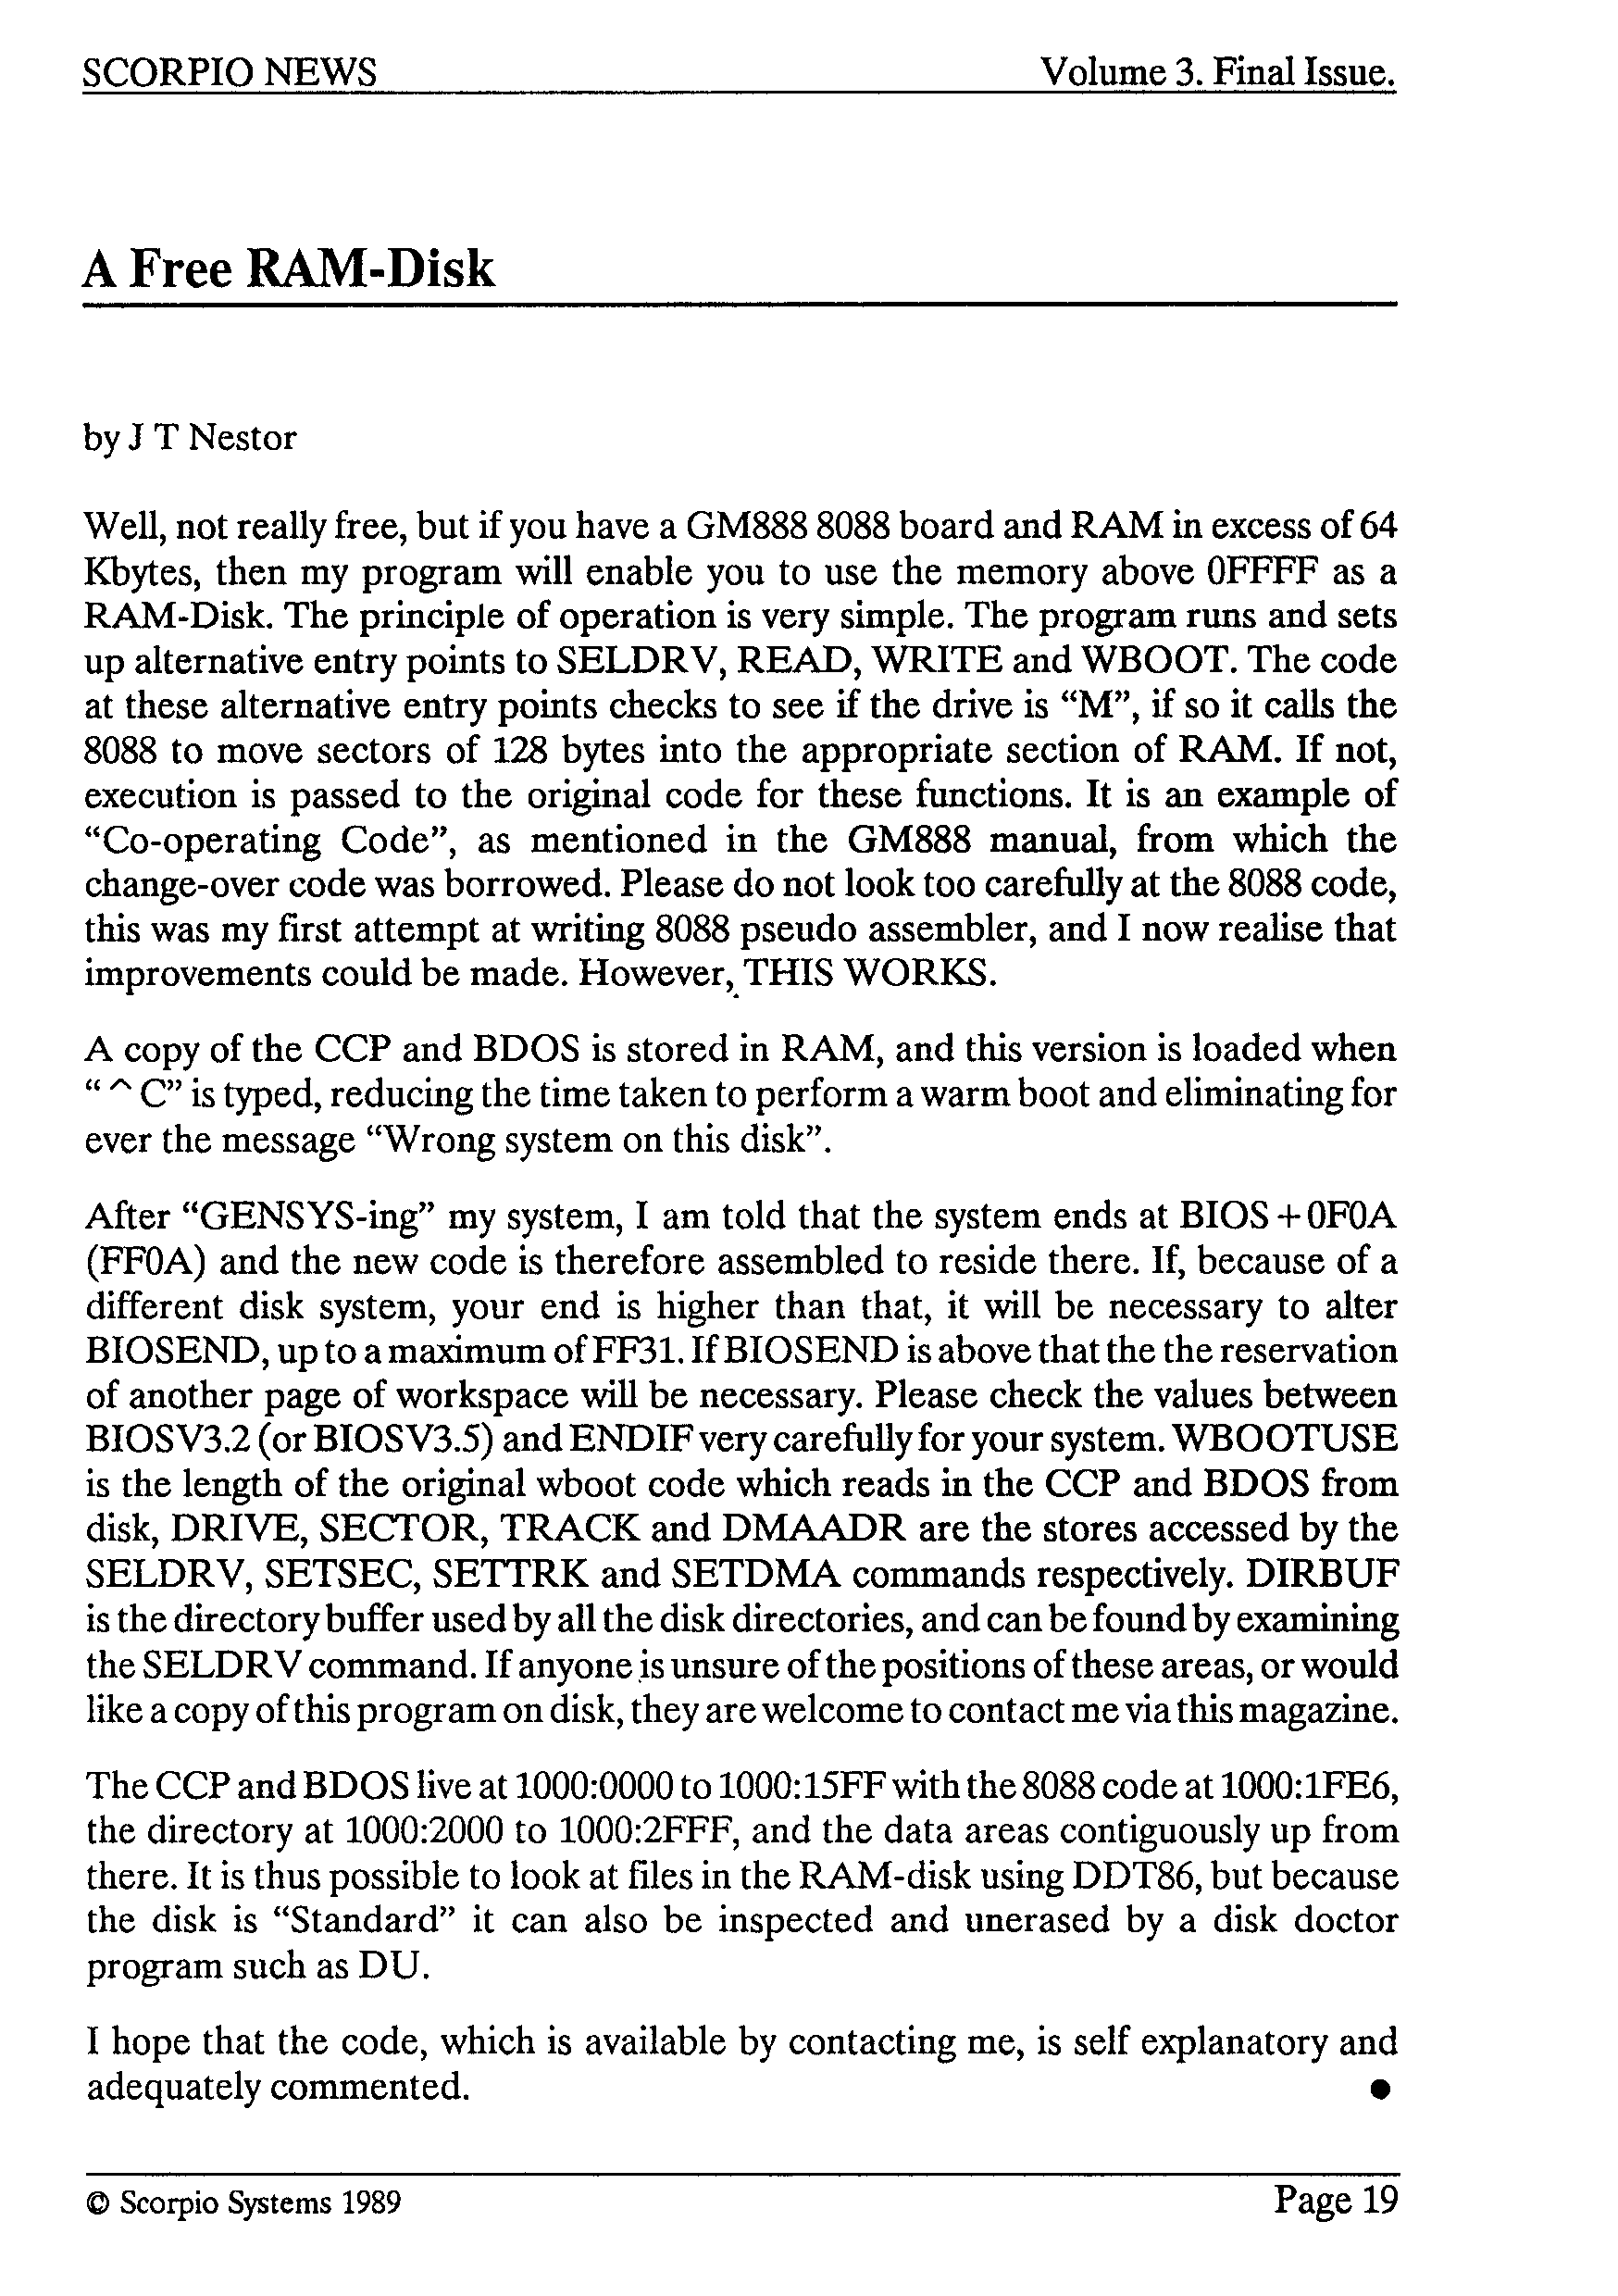 SCORPIO NEWS Volume 3. Final Issue.
A Free RAM-Disk
by J T Nestor
Well, not really free, but if you have a GM888 8088 board and RAM in excess of 64
Kbytes, then my program will enable you to use the memory above 0FFFF as a
RAM-Disk. The principle of operation is very simple. The program runs and sets
up alternative entry points to SELDRV, READ, WRITE and WBOOT. The code
at these alternative entry points checks to see if the drive is “M”, if so it calls the
8088 to move sectors of 128 bytes into the appropriate section of RAM. If not,
execution is passed to the original code for these functions. It is an example of
“Co-operating Code”, as mentioned in the GM888 manual, from which the
change-over code was borrowed. Please do not look too carefully at the 8088 code,
this was my first attempt at writing 8088 pseudo assembler, and I now realise that
improvements could be made. However, THIS WORKS.
A copy of the CCP and BDOS is stored in RAM, and this version is loaded when
“ ^ C” is typed, reducing the time taken to perform a warm boot and eliminating for
ever the message “Wrong system on this disk”.
After “GENSYS-ing” my system, I am told that the system ends at BIOS + 0F0A
(FF0A) and the new code is therefore assembled to reside there. If, because of a
different disk system, your end is higher than that, it will be necessary to alter
BIOSEND, up to a maximum of FF31. If BIOSEND is above that the the reservation
of another page of workspace will be necessary. Please check the values between
BIOSV3.2 (or BIOSV3.5) and ENDIF very carefully for your system. WBOOTUSE
is the length of the original wboot code which reads in the CCP and BDOS from
disk, DRIVE, SECTOR, TRACK and DMAADR are the stores accessed by the
SELDRV, SETSEC, SETTRK and SETDMA commands respectively. DIRBUF
is the directory buffer used by all the disk directories, and can be found by examining
the SELDRV command. If anyone is unsure of the positions of these areas, or would
like a copy of this program on disk, they are welcome to contact me via this magazine.
The CCP and BDOS live at 1000:0000 to 1000:15FF with the 8088 code at 1000:1FE6,
the directory at 1000:2000 to 1000:2FFF, and the data areas contiguously up from
there. It is thus possible to look at files in the RAM-disk using DDT86, but because
the disk is “Standard” it can also be inspected and unerased by a disk doctor
program such as DU.
I hope that the code, which is available by contacting me, is self explanatory and
adequately commented. ●
© Scorpio Systems 1989 Page 19